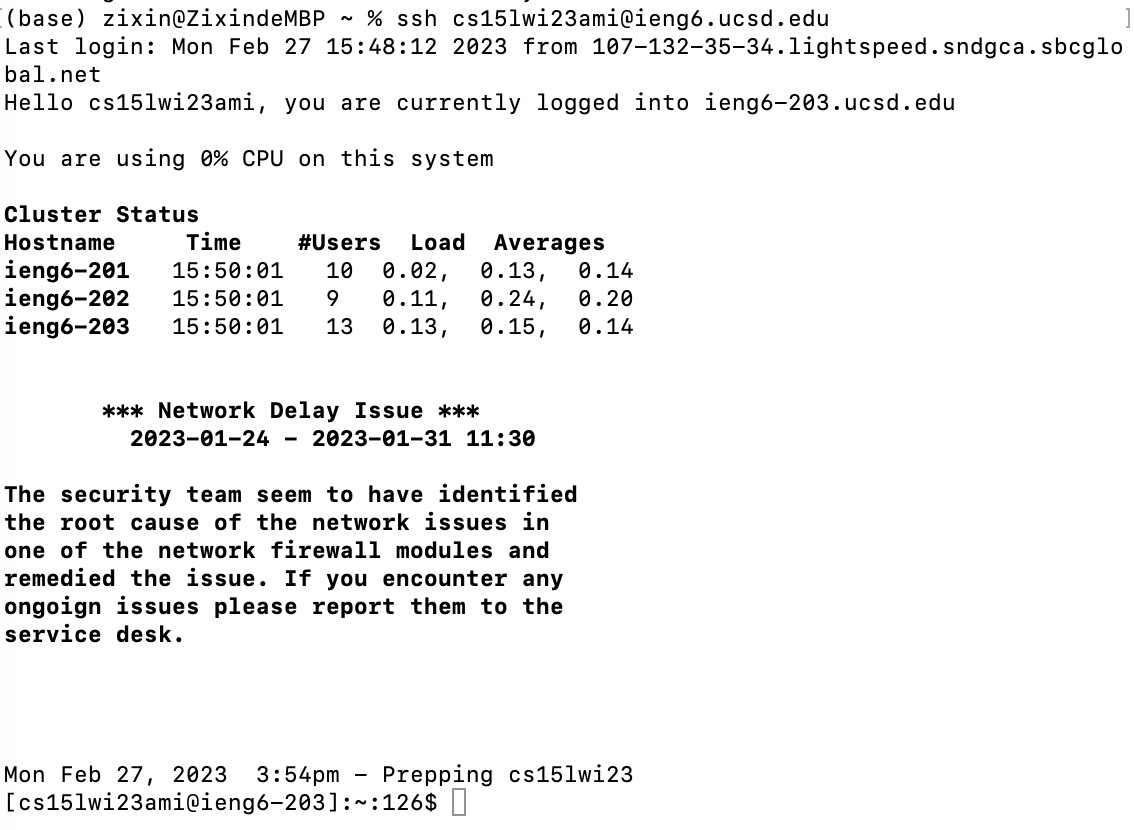 (base) zixin@ZixindeMBP ~ % ssh cs15lwi23ami@ieng6.ucsd.edu
Last login: Mon Feb 27 15:48:12 2023 from 107-132-35-34.lightspeed.sndgca.sbcglo
bal.net
Hello cs15lwi23ami, you are currently logged into ieng6-203.ucsd.edu
You are using 0% CPU on this system
Cluster Status
Hostname     Time    #Users  Load  Averages
ieng6-201   15:50:01   10  0.02,  0.13,  0.14
ieng6-202   15:50:01   9   0.11,  0.24,  0.20
ieng6-203   15:50:01   13  0.13,  0.15,  0.14
*** Network Delay Issue ***
2023-01-24 - 2023-01-31 11:30
The security team seem to have identified
the root cause of the network issues in
one of the network firewall modules and
remedied the issue. If you encounter any
ongoign issues please report them to the
service desk.
Mon Feb 27, 2023  3:54pm - Prepping cs15lwi23
[cs15lwi23ami@ieng6-203]:~:126$